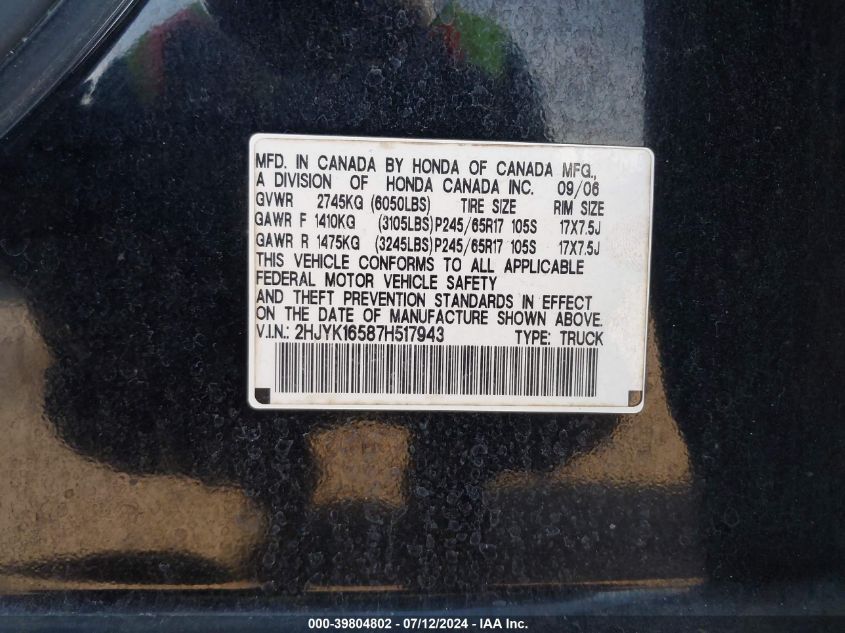 MFD. IN CANADA BY HONDA OF CANADA MFG.,
A DIVISION OF HONDA CANADA INC. 09/06
GVWR 2745KG (6050LBS) TIRE SIZE RIM SIZE
GAWR F 1410KG (3105LBS)P245/65R17 105S 17X7.5J
GAWR R 1475KG (3245LBS)P245/65R17 105S 17X7.5J
THIS VEHICLE CONFORMS TO ALL APPLICABLE
FEDERAL MOTOR VEHICLE SAFETY
AND THEFT PREVENTION STANDARDS IN EFFECT
ON THE DATE OF MANUFACTURE SHOWN ABOVE.
V.I.N.: 2HJYK16587H517943 TYPE: TRUCK
000-39804802 - 07/12/2024 - IAA Inc.